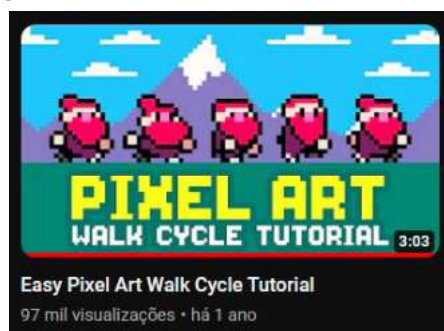 PIXEL ART
WALK CYCLE TUTORIAL
3:03
Easy Pixel Art Walk Cycle Tutorial
97 mil visualizações • há 1 ano